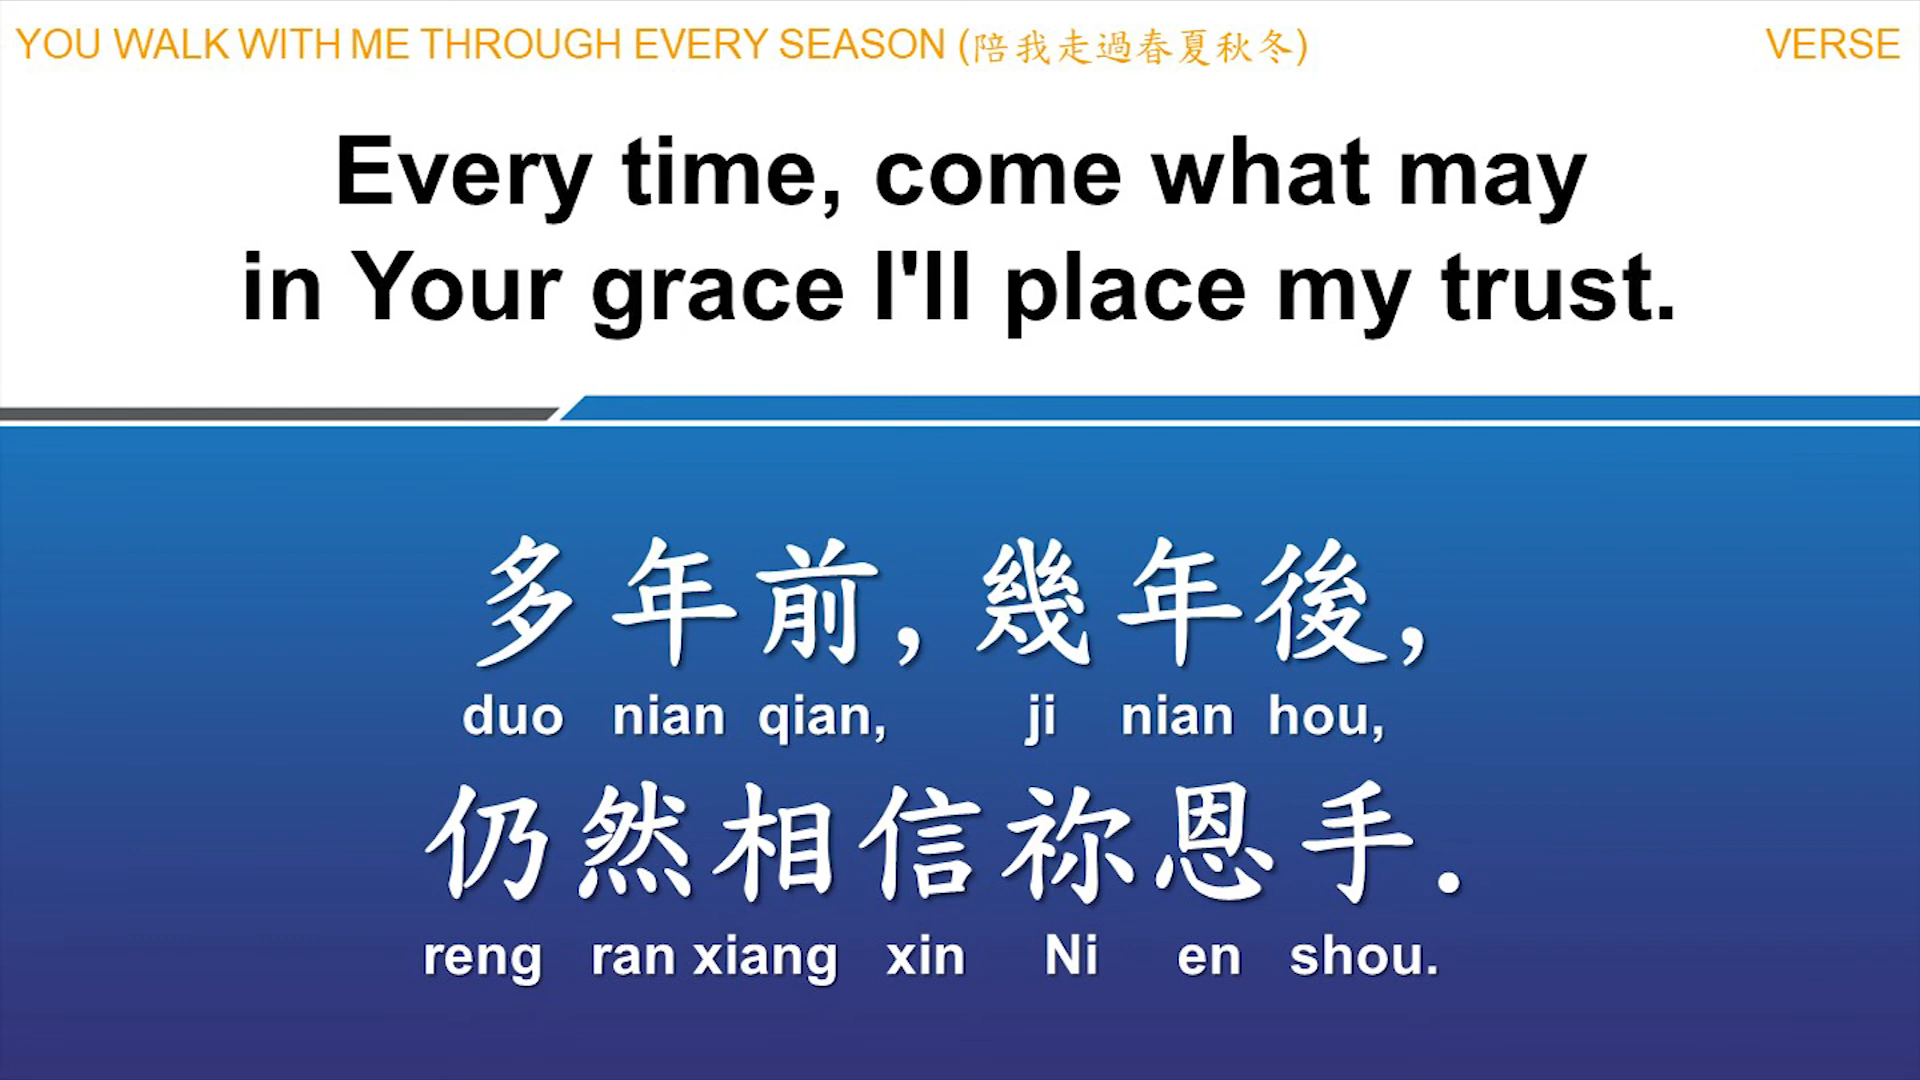 YOU WALK WITH ME THROUGH EVERY SEASON (陪我走過春夏秋冬)
VERSE
Every time, come what may
in Your grace I'll place my trust.
多年前, 幾年後,
duo nian qian, ji nian hou,
仍然相信祢恩手.
reng ran xiang xin Ni en shou.